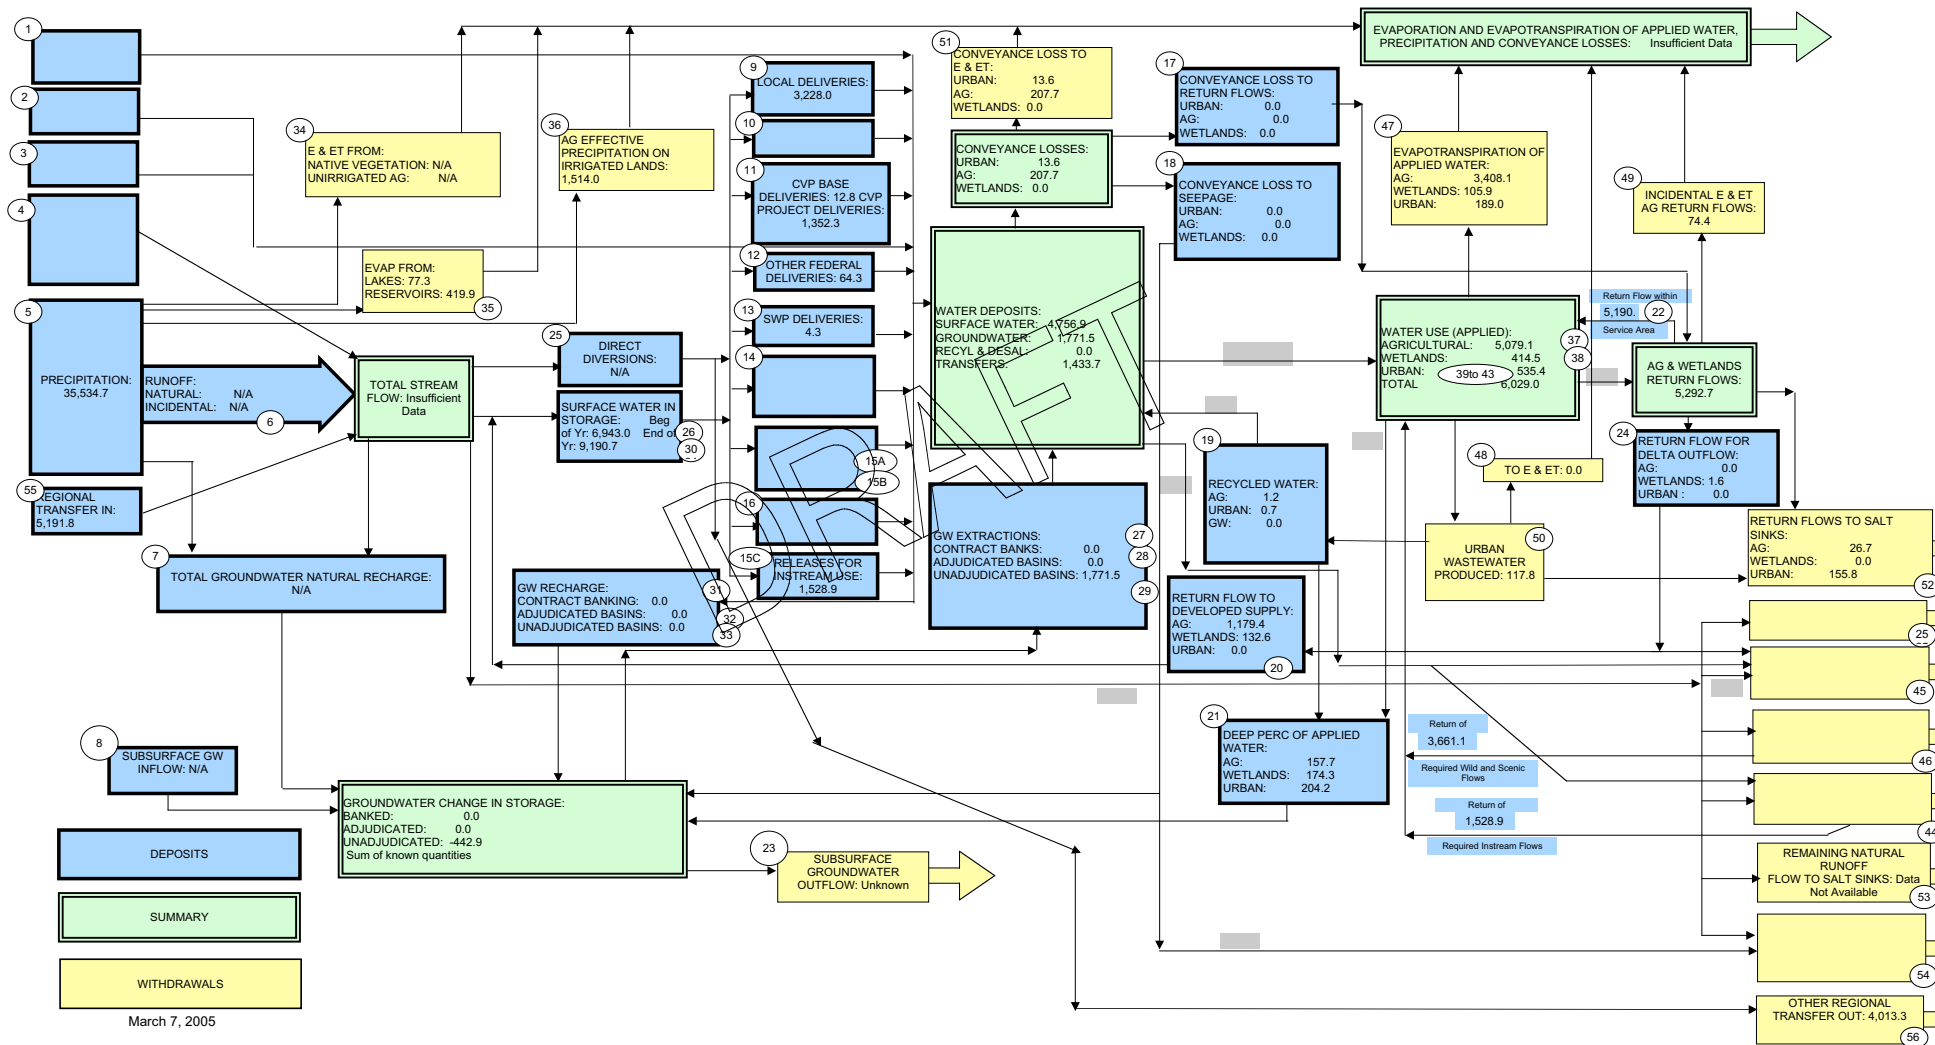 1
2
3
4
5
PRECIPITATION:
35,534.7
RUNOFF:
NATURAL: N/A
INCIDENTAL: N/A
6
55
REGIONAL
TRANSFER IN:
5,191.8
7
TOTAL GROUNDWATER NATURAL RECHARGE:
N/A
8
SUBSURFACE GW
INFLOW: N/A
34
E & ET FROM:
NATIVE VEGETATION: N/A
UNIRRIGATED AG: N/A
EVAP FROM:
LAKES: 77.3
RESERVOIRS: 419.9
35
36
AG EFFECTIVE
PRECIPITATION ON
IRRIGATED LANDS:
1,514.0
TOTAL STREAM
FLOW: Insufficient
Data
25
DIRECT
DIVERSIONS:
N/A
SURFACE WATER IN
STORAGE: Beg
of Yr: 6,943.0 End of
Yr: 9,190.7
26
30
9
LOCAL DELIVERIES:
3,228.0
10
11
CVP BASE
DELIVERIES: 12.8 CVP
PROJECT DELIVERIES:
1,352.3
12
OTHER FEDERAL
DELIVERIES: 64.3
13
SWP DELIVERIES:
4.3
14
15A
15B
16
15C
RELEASES FOR
INSTREAM USE:
1,528.9
GW RECHARGE:
CONTRACT BANKING: 0.0
ADJUDICATED BASINS: 0.0
UNADJUDICATED BASINS: 0.0
31
32
33
GROUNDWATER CHANGE IN STORAGE:
BANKED: 0.0
ADJUDICATED: 0.0
UNADJUDICATED: -442.9
Sum of known quantities
23
SUBSURFACE
GROUNDWATER
OUTFLOW: Unknown
51
CONVEYANCE LOSS TO
E & ET:
URBAN: 13.6
AG: 207.7
WETLANDS: 0.0
CONVEYANCE LOSSES:
URBAN: 13.6
AG: 207.7
WETLANDS: 0.0
17
CONVEYANCE LOSS TO
RETURN FLOWS:
URBAN: 0.0
AG: 0.0
WETLANDS: 0.0
18
CONVEYANCE LOSS TO
SEEPAGE:
URBAN: 0.0
AG: 0.0
WETLANDS: 0.0
WATER DEPOSITS:
SURFACE WATER: 4,756.9
GROUNDWATER: 1,771.5
RECYL & DESAL: 0.0
TRANSFERS: 1,433.7
GW EXTRACTIONS:
CONTRACT BANKS: 0.0
ADJUDICATED BASINS: 0.0
UNADJUDICATED BASINS: 1,771.5
27
28
29
19
RECYCLED WATER:
AG: 1.2
URBAN: 0.7
GW: 0.0
RETURN FLOW TO
DEVELOPED SUPPLY:
AG: 1,179.4
WETLANDS: 132.6
URBAN: 0.0
20
21
DEEP PERC OF APPLIED
WATER:
AG: 157.7
WETLANDS: 174.3
URBAN: 204.2
EVAPORATION AND EVAPOTRANSPIRATION OF APPLIED WATER,
PRECIPITATION AND CONVEYANCE LOSSES: Insufficient Data
47
EVAPOTRANSPIRATION OF
APPLIED WATER:
AG: 3,408.1
WETLANDS: 105.9
URBAN: 189.0
49
INCIDENTAL E & ET
AG RETURN FLOWS:
74.4
Return Flow within
5,190.
22
Service Area
WATER USE (APPLIED):
AGRICULTURAL: 5,079.1
WETLANDS: 414.5
URBAN: 535.4
TOTAL 6,029.0
37
38
39to 43
AG & WETLANDS
RETURN FLOWS:
5,292.7
24
RETURN FLOW FOR
DELTA OUTFLOW:
AG: 0.0
WETLANDS: 1.6
URBAN : 0.0
48
TO E & ET: 0.0
URBAN
WASTEWATER
PRODUCED: 117.8
50
RETURN FLOWS TO SALT
SINKS:
AG: 26.7
WETLANDS: 0.0
URBAN: 155.8
52
25
45
46
44
Return of
3,661.1
Required Wild and Scenic
Flows
Return of
1,528.9
Required Instream Flows
REMAINING NATURAL
RUNOFF
FLOW TO SALT SINKS: Data
Not Available
53
54
OTHER REGIONAL
TRANSFER OUT: 4,013.3
56
DEPOSITS
SUMMARY
WITHDRAWALS
March 7, 2005
DRAFT